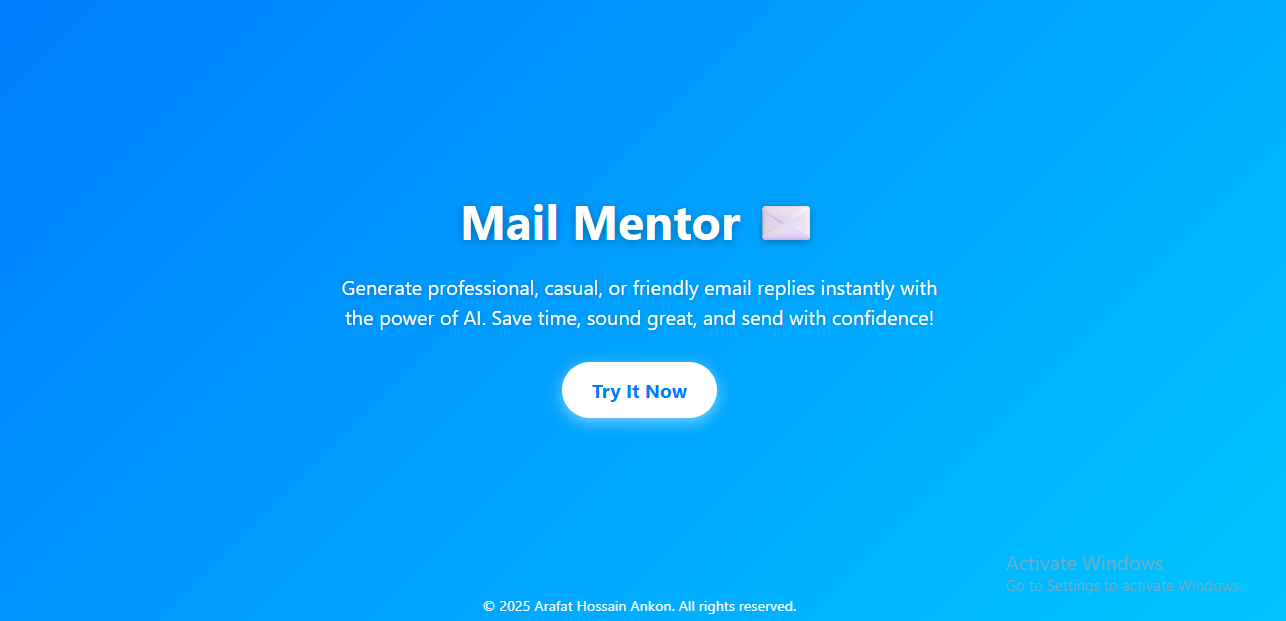 Mail Mentor
Generate professional, casual, or friendly email replies instantly with
the power of AI. Save time, sound great, and send with confidence!
Try It Now
Activate Windows
Go to Settings to activate Windows.
© 2025 Arafat Hossain Ankon. All rights reserved.